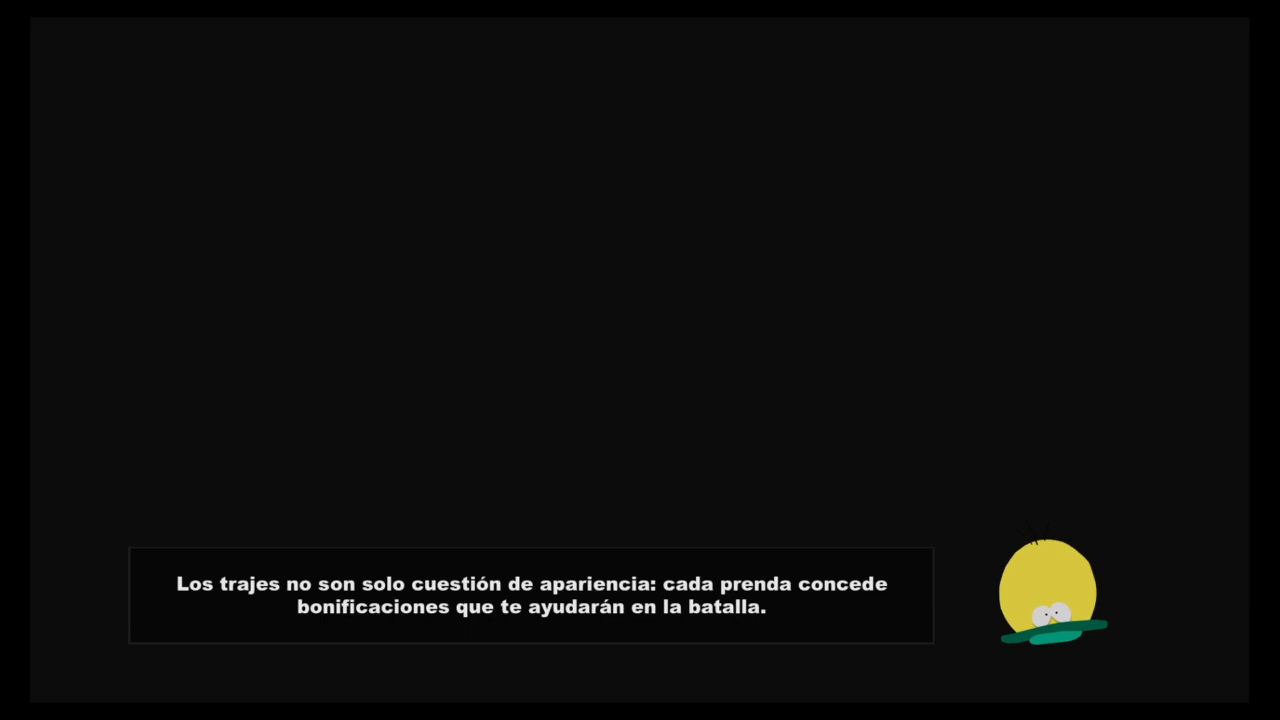 Los trajes no son solo cuestión de apariencia: cada prenda concede
bonificaciones que te ayudarán en la batalla.